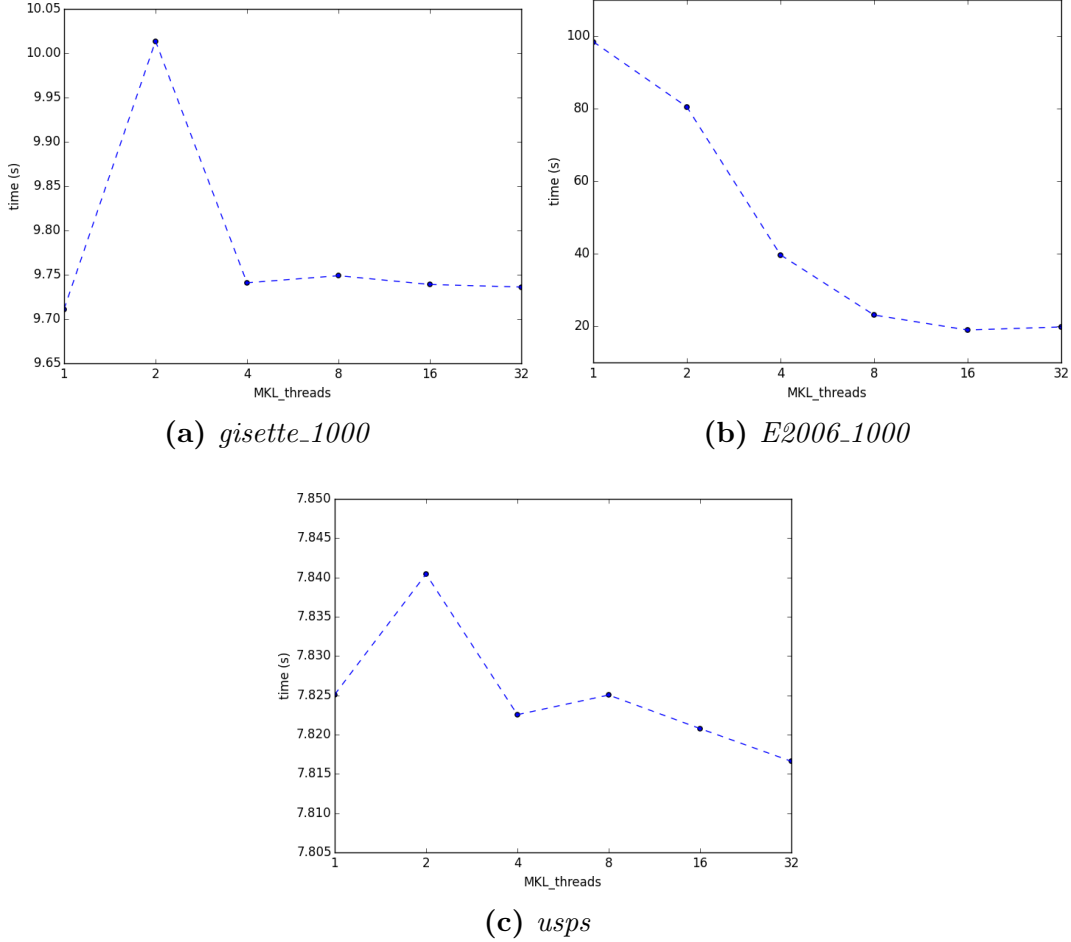 10.05
10.00
9.95
9.90
9.85
9.80
9.75
9.70
9.65
time (s)
1 2 4 8 16 32
MKL_threads
(a) gisette_1000
100
80
60
40
20
time (s)
1 2 4 8 16 32
MKL_threads
(b) E2006_1000
7.850
7.845
7.840
7.835
7.830
7.825
7.820
7.815
7.810
7.805
time (s)
1 2 4 8 16 32
MKL_threads
(c) usps